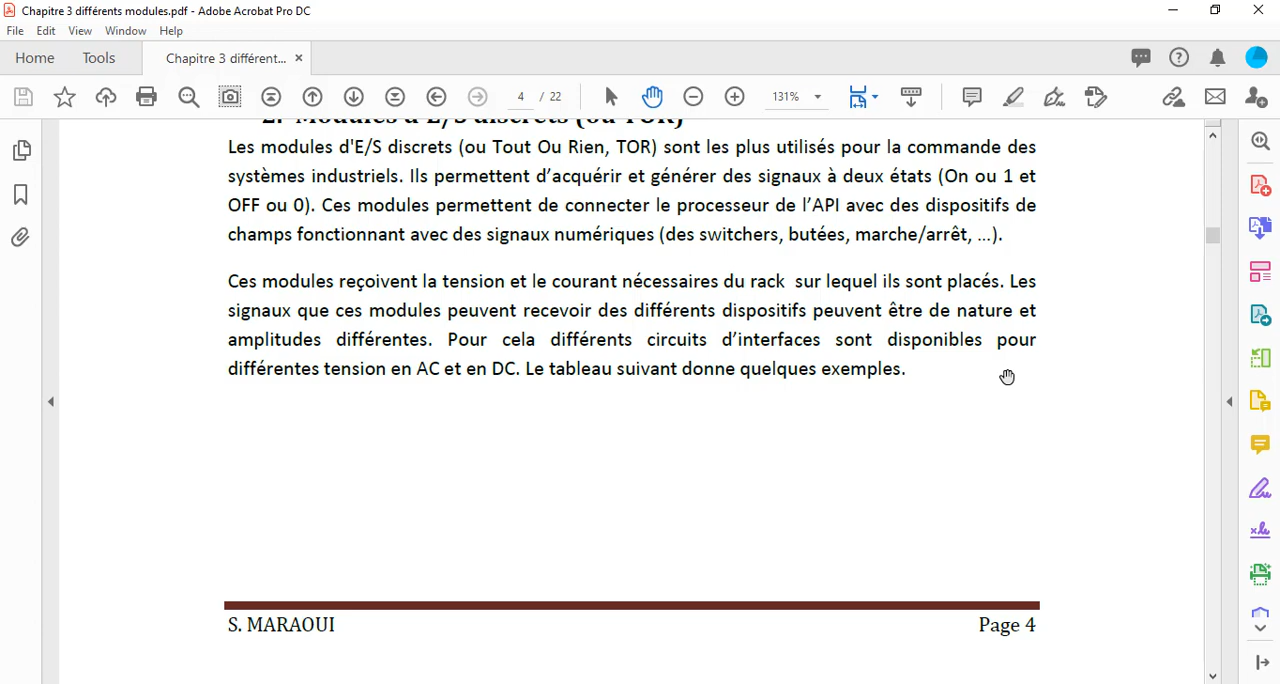 Chapitre 3 différents modules.pdf - Adobe Acrobat Pro DC
File Edit View Window Help
Home Tools Chapitre 3 différent... ×
4 / 22 131%
2. Modules d'E/S discrets (ou TOR)
Les modules d'E/S discrets (ou Tout Ou Rien, TOR) sont les plus utilisés pour la commande des
systèmes industriels. Ils permettent d’acquérir et générer des signaux à deux états (On ou 1 et
OFF ou 0). Ces modules permettent de connecter le processeur de l’API avec des dispositifs de
champs fonctionnant avec des signaux numériques (des switchers, butées, marche/arrêt, …).
Ces modules reçoivent la tension et le courant nécessaires du rack sur lequel ils sont placés. Les
signaux que ces modules peuvent recevoir des différents dispositifs peuvent être de nature et
amplitudes différentes. Pour cela différents circuits d’interfaces sont disponibles pour
différentes tension en AC et en DC. Le tableau suivant donne quelques exemples.
S. MARAOUI Page 4